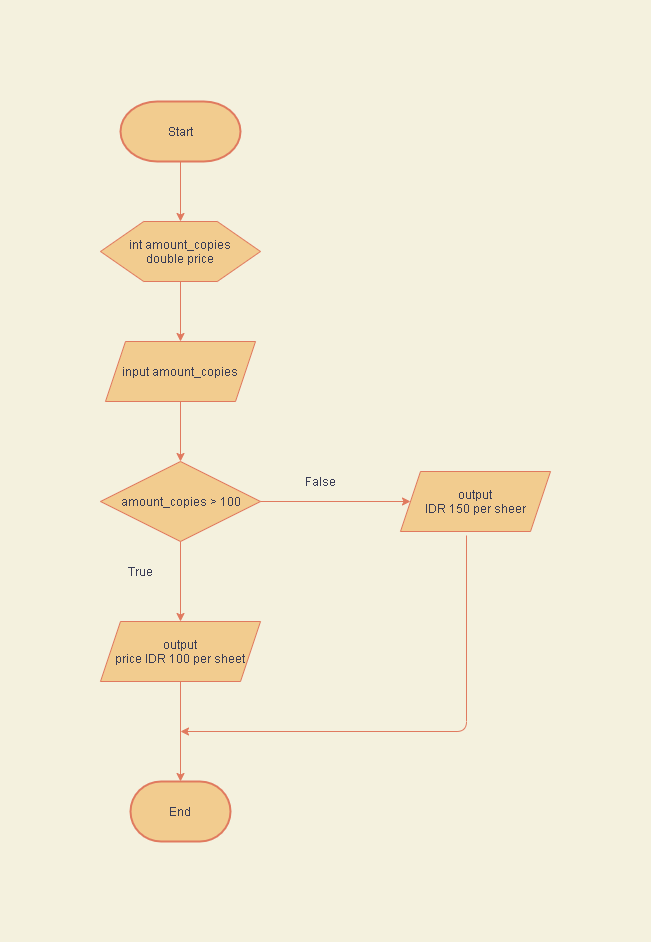 Start
int amount_copies
double price
input amount_copies
amount_copies > 100
False
output
IDR 150 per sheer
True
output
price IDR 100 per sheet
End